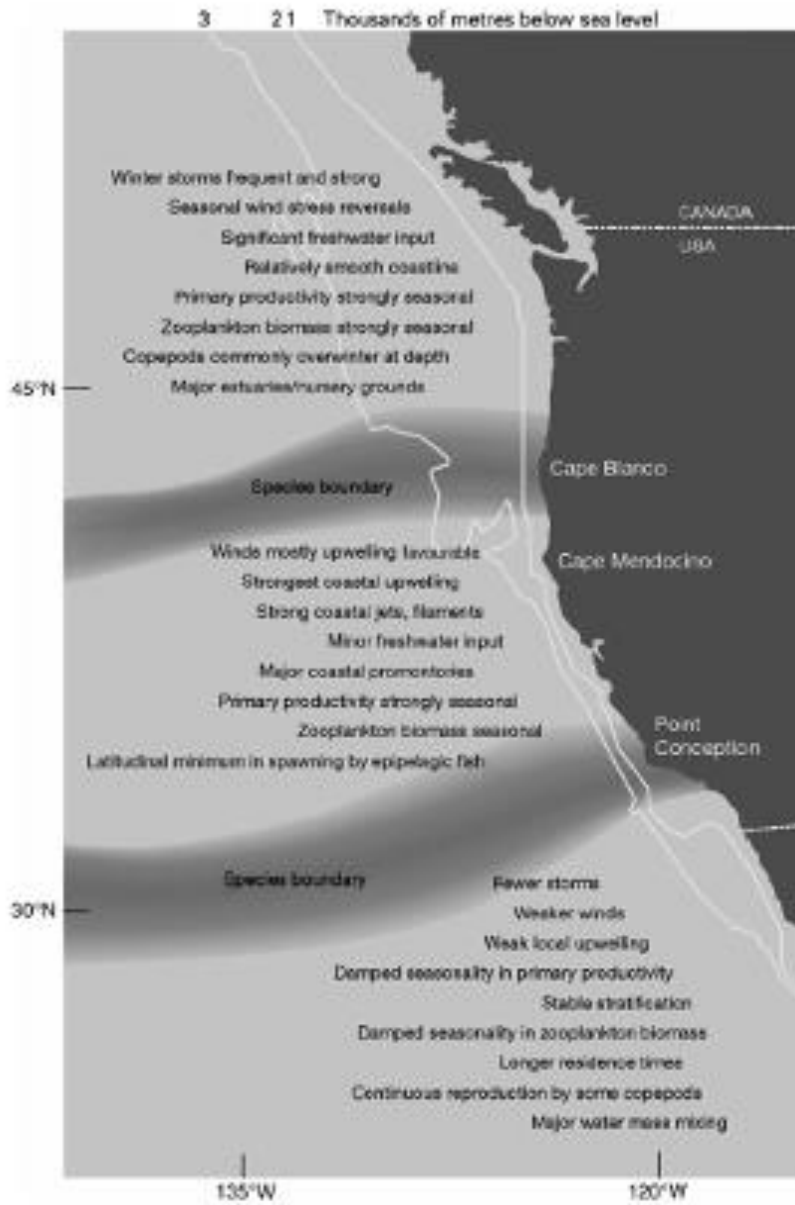 3 2 1 Thousands of metres below sea level
Winter storms frequent and strong
Seasonal wind stress reversals
Significant freshwater input
CANADA
USA
Relatively smooth coastline
Primary productivity strongly seasonal
Zooplankton biomass strongly seasonal
Copepods commonly overwinter at depth
Major estuaries/nursery grounds
45°N
Cape Blanco
Species boundary
Winds mostly upwelling favourable
Cape Mendocino
Strongest coastal upwelling
Strong coastal jets, filaments
Minor freshwater input
Major coastal promontories
Primary productivity strongly seasonal
Zooplankton biomass seasonal
Point
Conception
Latitudinal minimum in spawning by epipelagic fish
Species boundary
Fewer storms
30°N
Weaker winds
Weak local upwelling
Damped seasonality in primary productivity
Stable stratification
Damped seasonality in zooplankton biomass
Longer residence times
Continuous reproduction by some copepods
Major water mass mixing
135°W
120°W